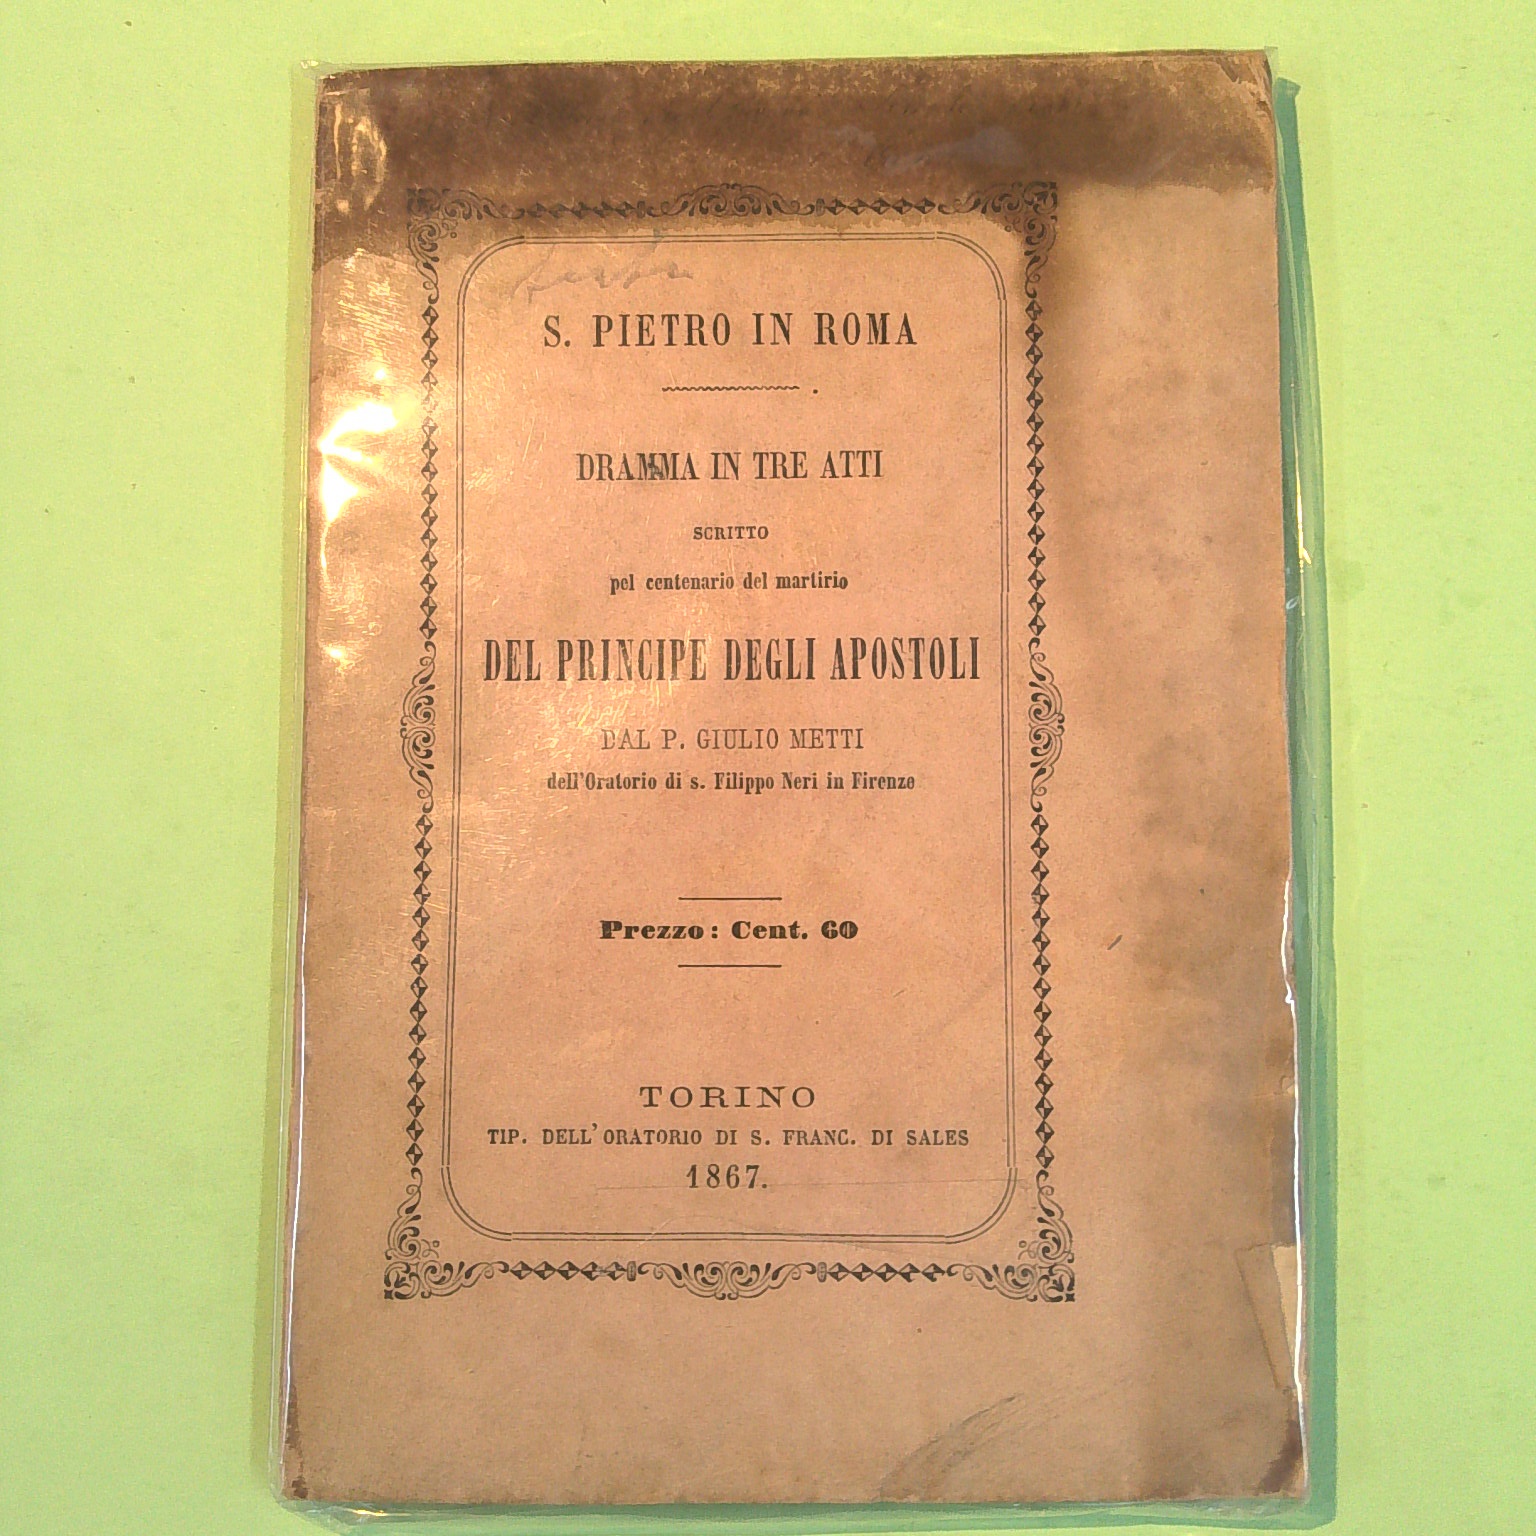 S. PIETRO IN ROMA
DRAMMA IN TRE ATTI
SCRITTO
pel centenario del martirio
DEL PRINCIPE DEGLI APOSTOLI
DAL P. GIULIO METTI
dell'Oratorio di s. Filippo Neri in Firenze
Prezzo: Cent. 60
TORINO
TIP. DELL'ORATORIO DI S. FRANC. DI SALES
1867.